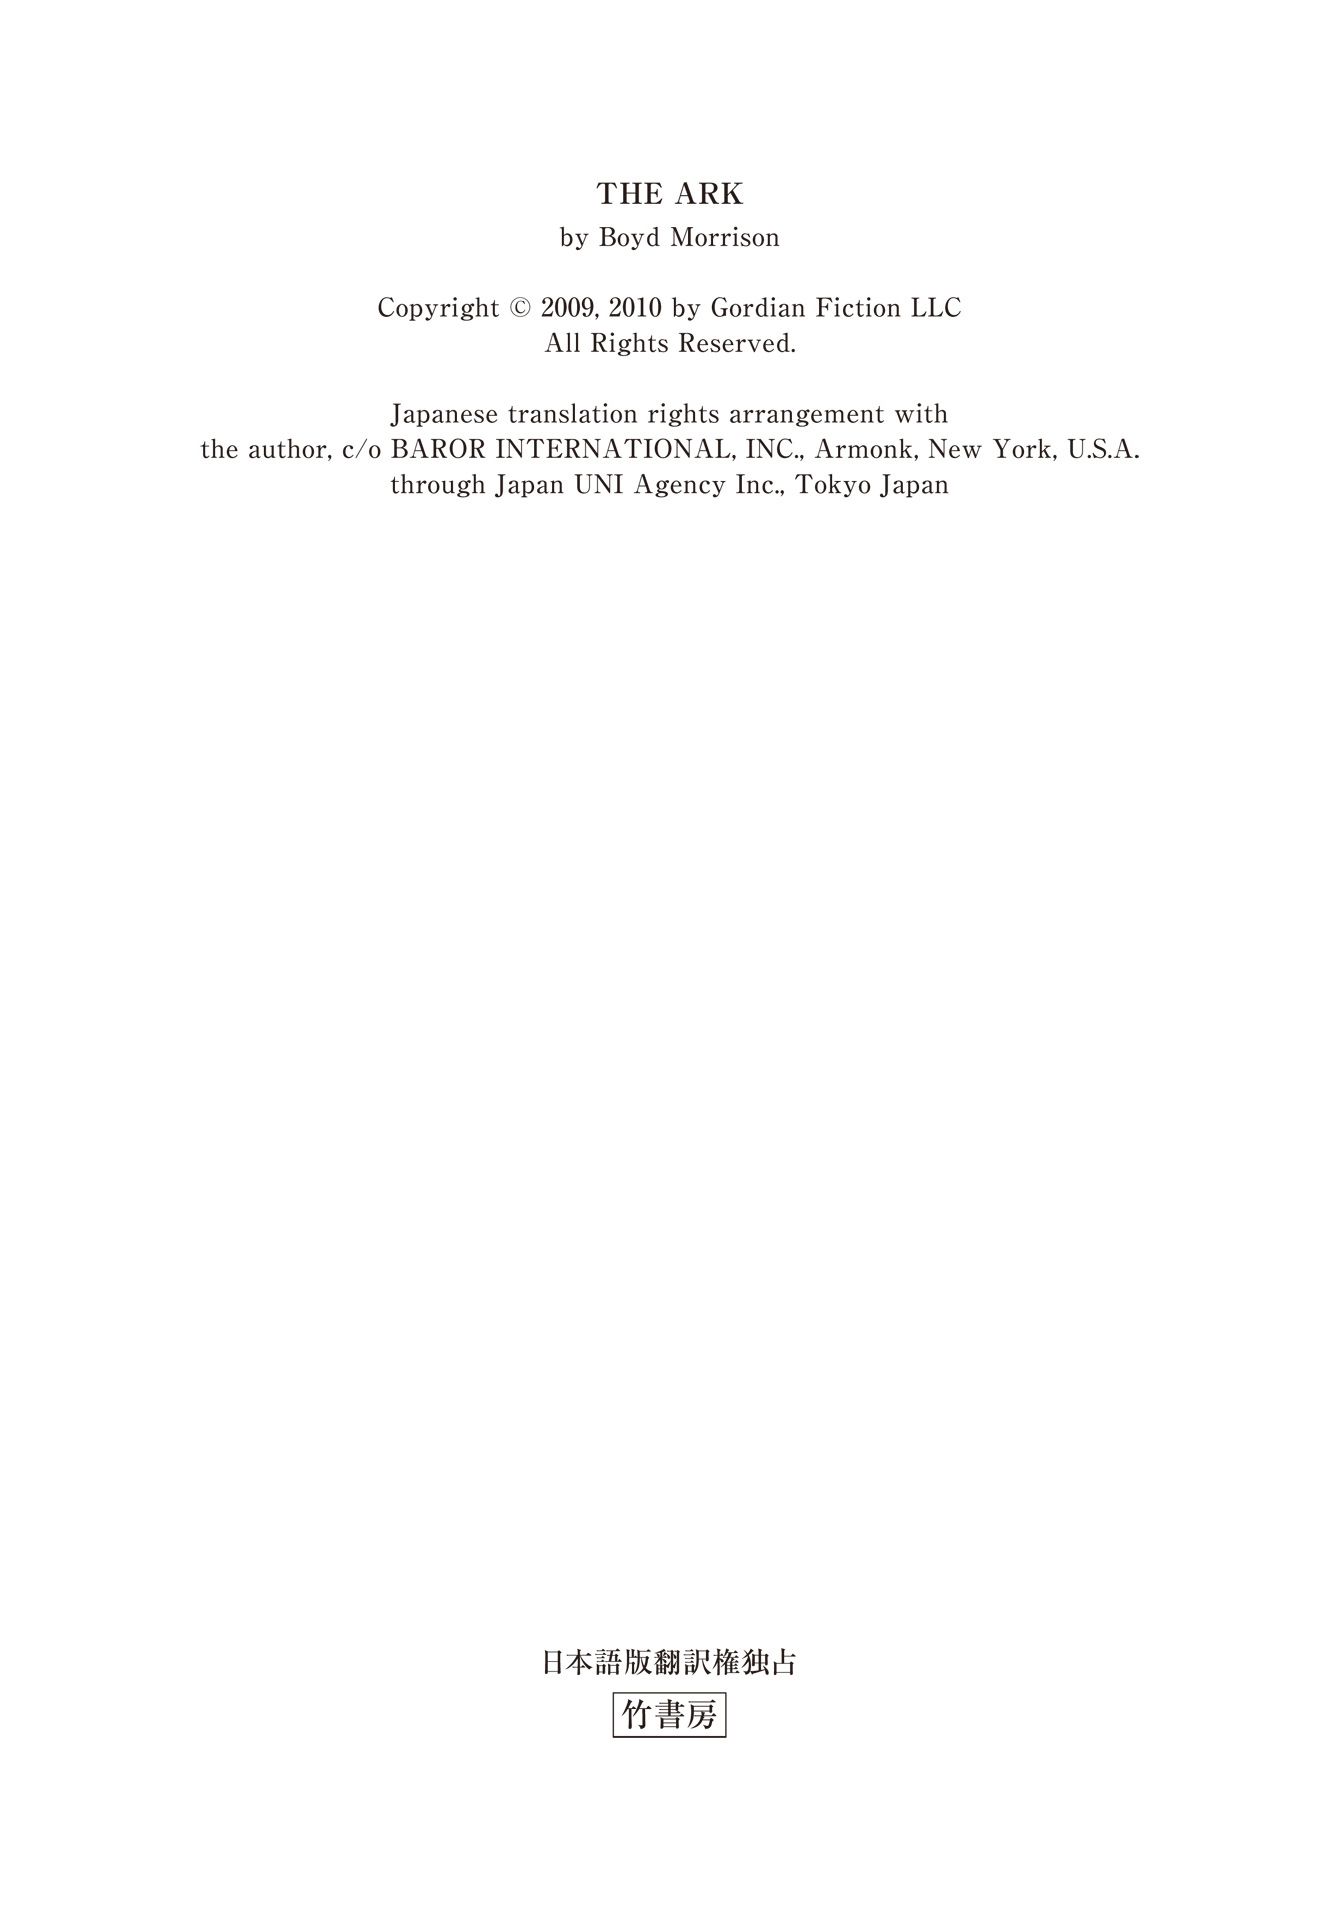 THE ARK
by Boyd Morrison
Copyright © 2009, 2010 by Gordian Fiction LLC
All Rights Reserved.
Japanese translation rights arrangement with
the author, c/o BAROR INTERNATIONAL, INC., Armonk, New York, U.S.A.
through Japan UNI Agency Inc., Tokyo Japan
日本語版翻訳権独占
竹書房